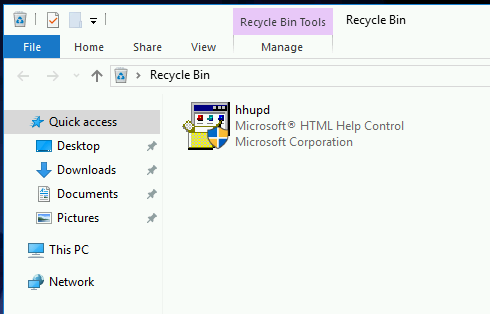 Recycle Bin Tools
Recycle Bin
File
Home
Share
View
Manage
Recycle Bin
Quick access
Desktop
Downloads
Documents
Pictures
This PC
Network
hhupd
Microsoft® HTML Help Control
Microsoft Corporation